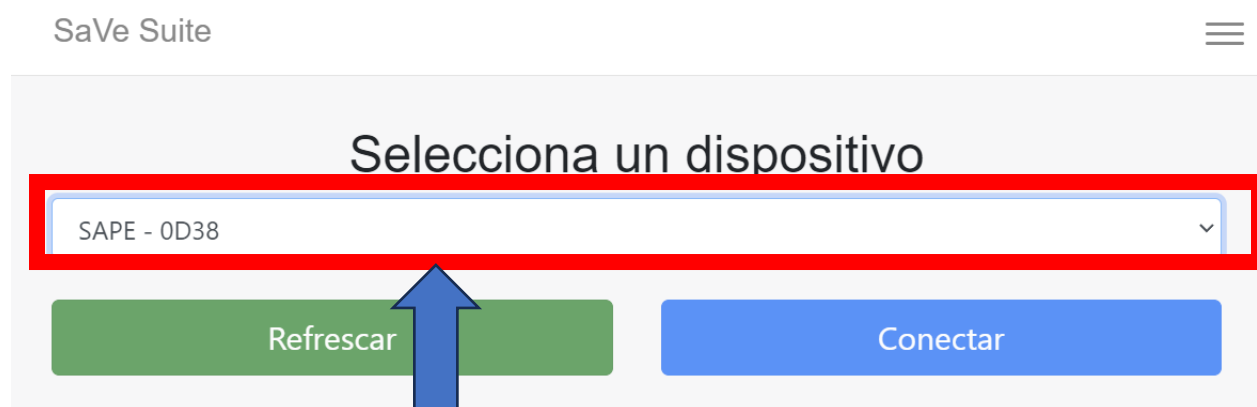 SaVe Suite
Selecciona un dispositivo
SAPE - 0D38
Refrescar
Conectar